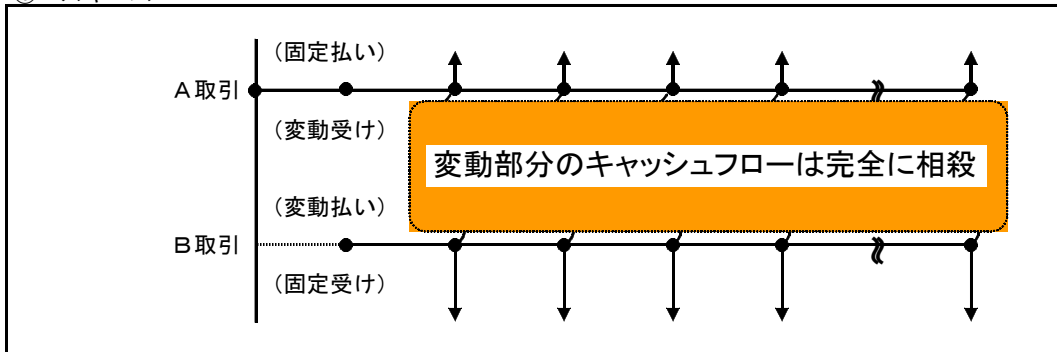 (固定払い)
A取引
(変動受け)
変動部分のキャッシュフローは完全に相殺
(変動払い)
B取引
(固定受け)